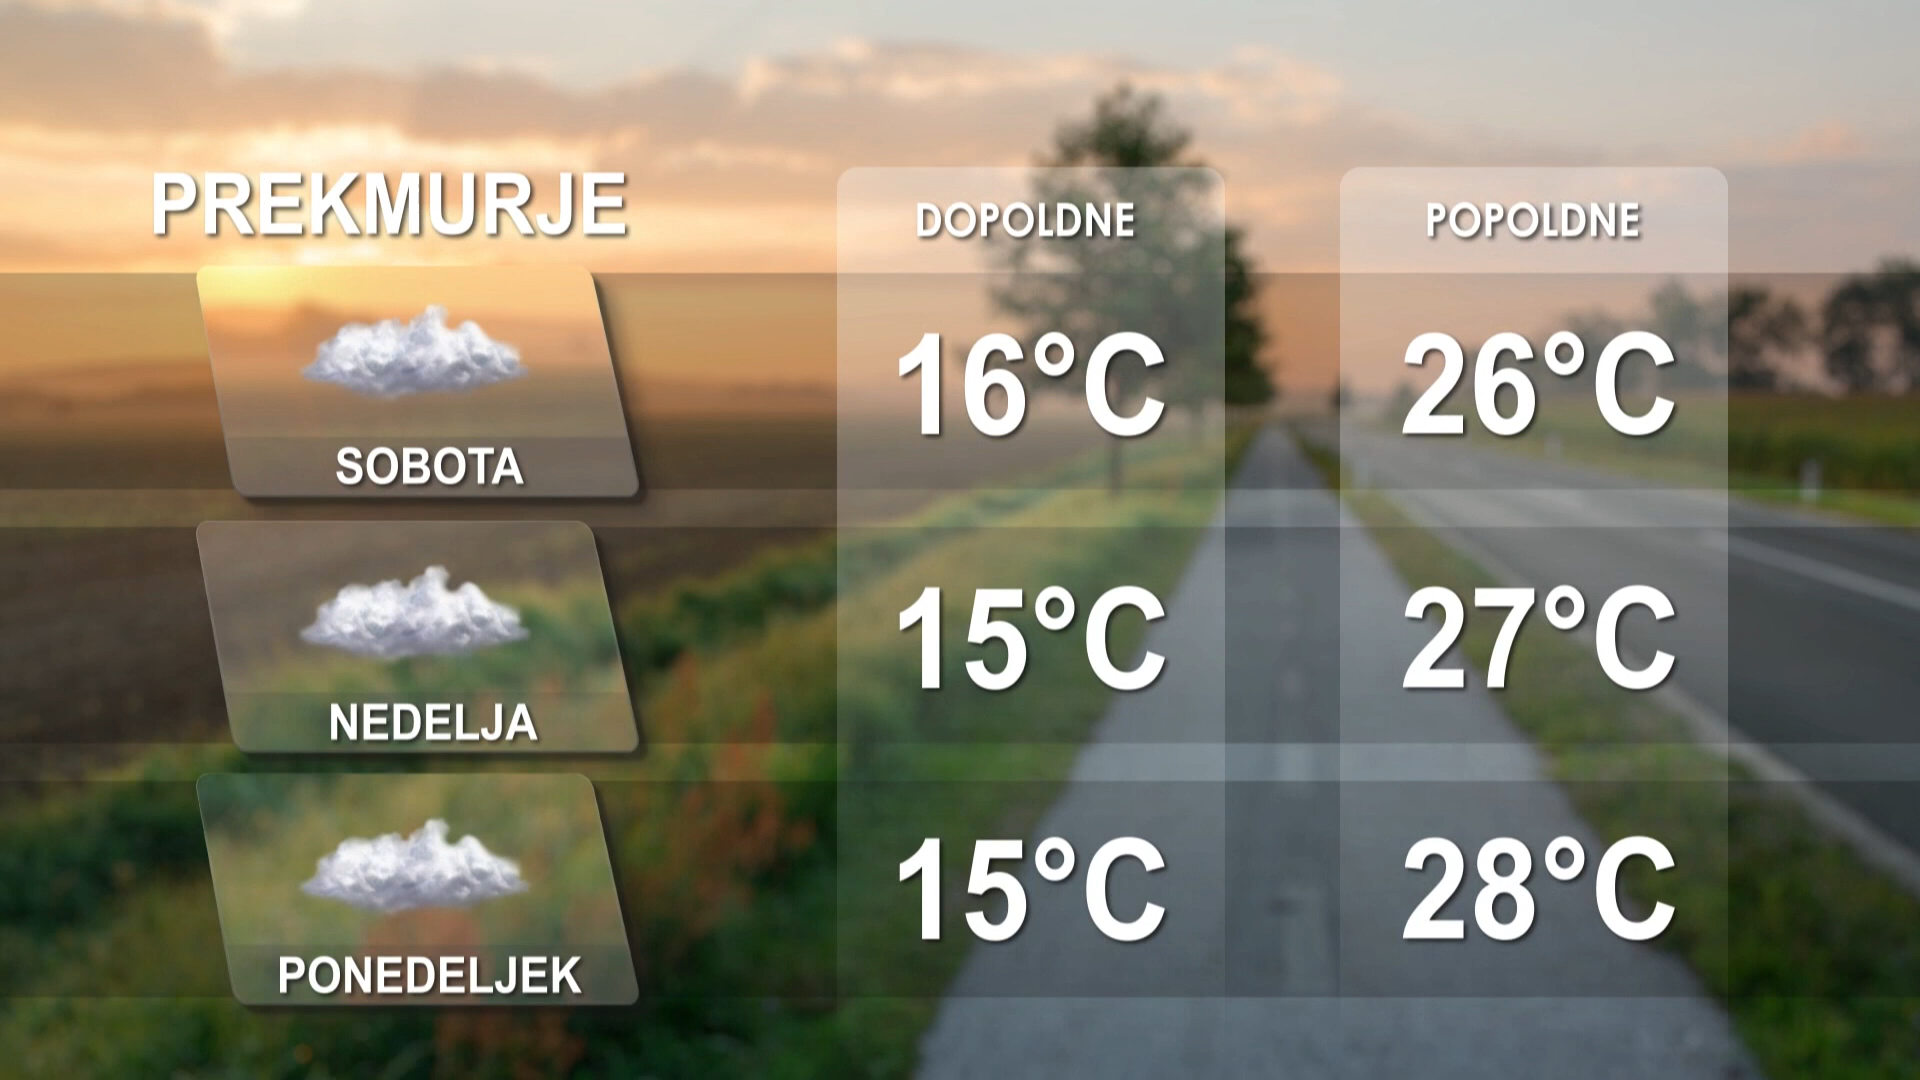 PREKMURJE
DOPOLDNE POPOLDNE
16°C 26°C
SOBOTA
15°C 27°C
NEDELJA
15°C 28°C
PONEDELJEK